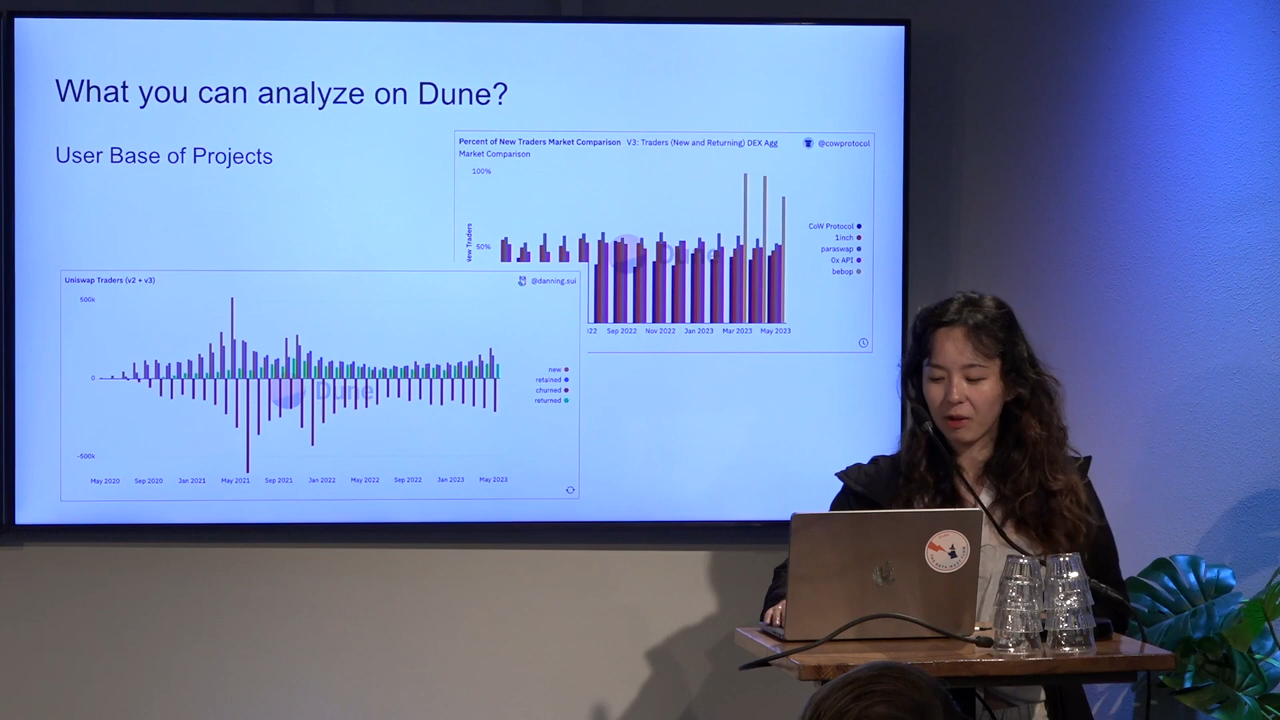 What you can analyze on Dune?
User Base of Projects
Percent of New Traders Market Comparison V3: Traders (New and Returning) DEX Agg
Market Comparison
@cowprotocol
100%
50%
New Traders
CoW Protocol
1inch
paraswap
0x API
bebop
Dune
Sep 2022 Nov 2022 Jan 2023 Mar 2023 May 2023
Uniswap Traders (v2 + v3)
@danning.sui
500k
0
-500k
new
retained
churned
returned
Dune
May 2020 Sep 2020 Jan 2021 May 2021 Sep 2021 Jan 2022 May 2022 Sep 2022 Jan 2023 May 2023